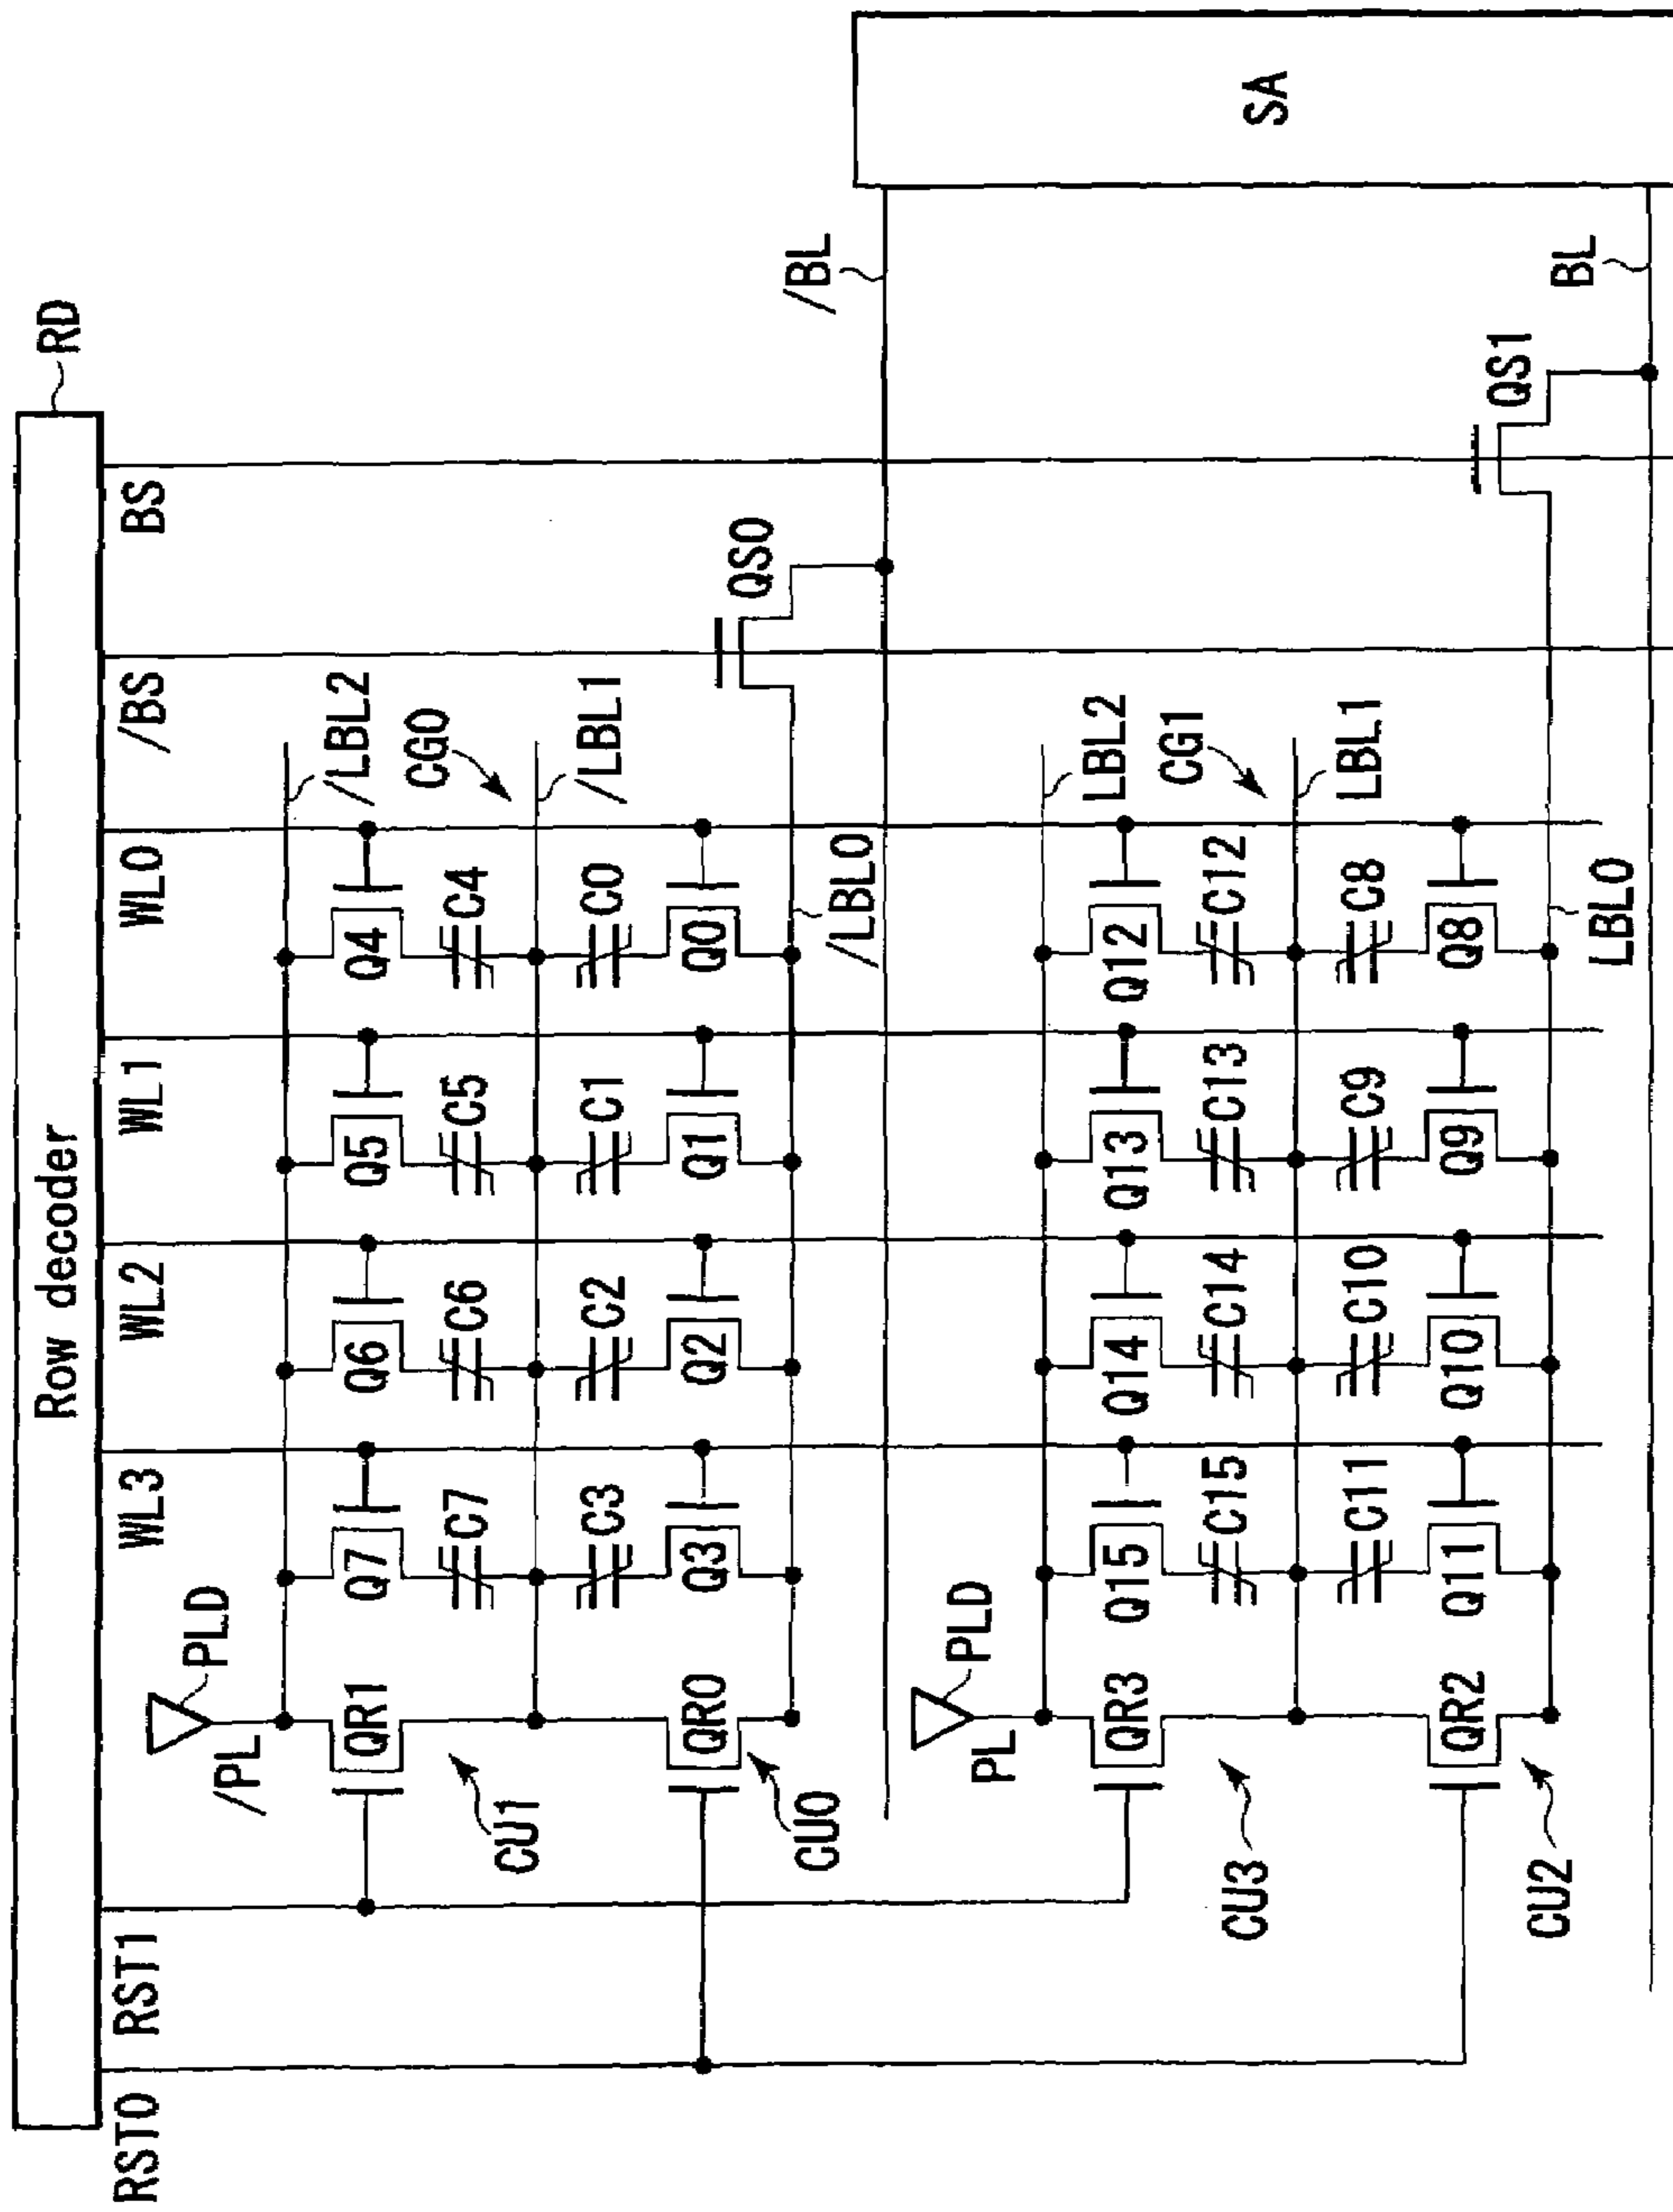 Row decoder
RD
RST0
RST1
WL3
WL2
WL1
WL0
/BS
BS
PLD
/PL
/LBL2
QR1
Q7
Q6
Q5
Q4
CG0
CU1
C7
C6
C5
C4
/LBL1
C3
C2
C1
C0
QR0
Q3
Q2
Q1
Q0
QS0
CU0
/LBL0
/BL
SA
PLD
PL
LBL2
QR3
Q15
Q14
Q13
Q12
CG1
CU3
C15
C14
C13
C12
LBL1
C11
C10
C9
C8
QR2
Q11
Q10
Q9
Q8
QS1
CU2
LBL0
BL